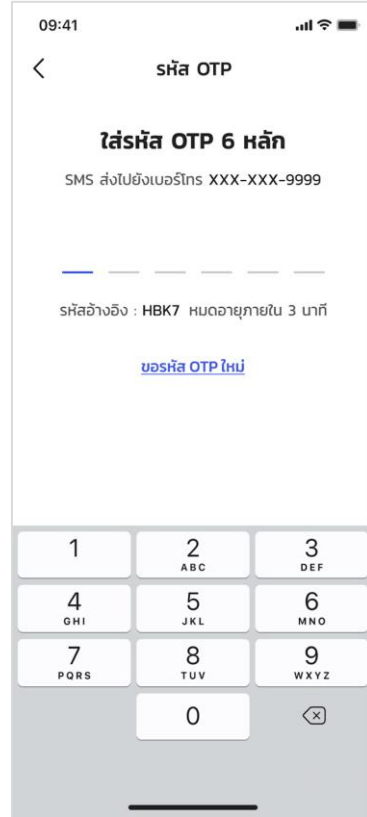 09:41
รหัส OTP
ใส่รหัส OTP 6 หลัก
SMS ส่งไปยังเบอร์โทร XXX-XXX-9999
รหัสอ้างอิง : HBK7 หมดอายุภายใน 3 นาที
ขอรหัส OTP ใหม่
1 2 3
ABC DEF
4 5 6
GHI JKL MNO
7 8 9
PQRS TUV WXYZ
0